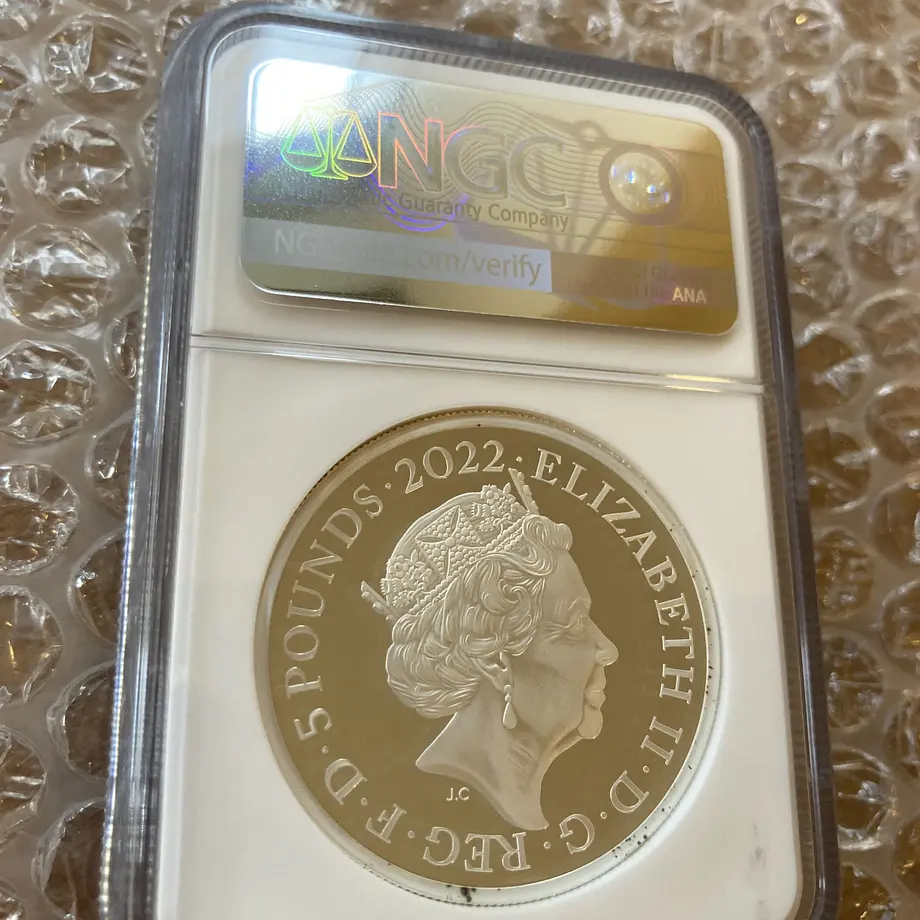 NGC
Guaranty Company
.com/verify
ANA
·2022·ELIZABETH II·D·G·REG·F·D·5 POUNDS
J.C